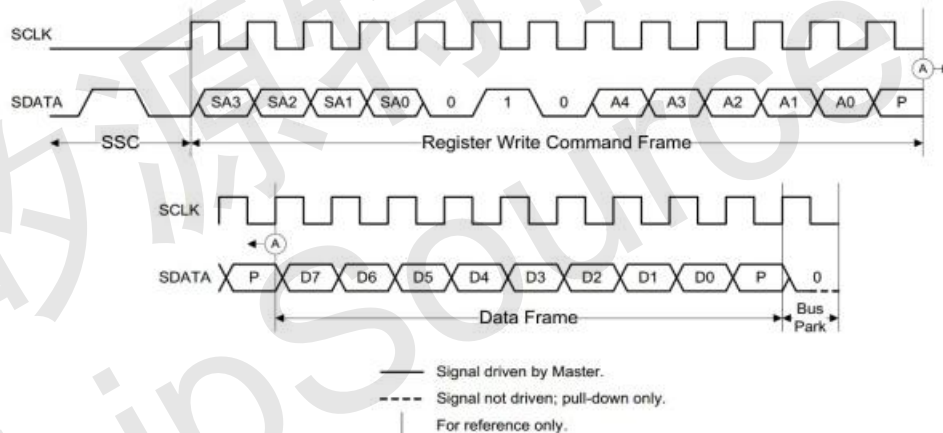 SCLK
A
SDATA SA3 SA2 SA1 SA0 0 1 0 A4 A3 A2 A1 A0 P
SSC Register Write Command Frame
SCLK
A
SDATA P D7 D6 D5 D4 D3 D2 D1 D0 P 0
Data Frame Bus
Park
Signal driven by Master.
Signal not driven; pull-down only.
For reference only.